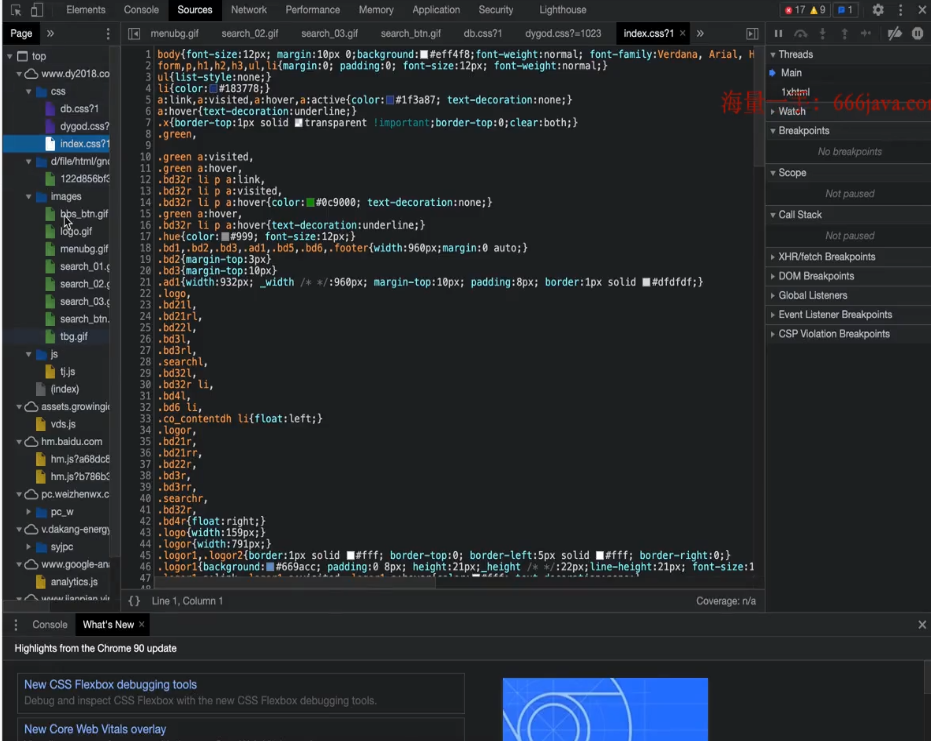 Elements Console Sources Network Performance Memory Application Security Lighthouse 17 9 1
Page » menubg.gif search_02.gif search_03.gif search_btn.gif db.css?1 dygod.css?=1023 index.css?1 × »
top
www.dy2018.co
css
db.css?1
dygod.css?
index.css?1
d/file/html/gnd
122d856bf3
images
bbs_btn.gif
logo.gif
menubg.gif
search_01.g
search_02.g
search_03.g
search_btn.
tbg.gif
js
tj.js
(index)
assets.growingio
vds.js
hm.baidu.com
hm.js?a68dc8
hm.js?b786b3
pc.weizhenwx.c
pc_w
v.dakang-energy
syjpc
www.google-ana
analytics.js
www.lianpian.vi
1 body{font-size:12px; margin:10px 0;background:#eff4f8;font-weight:normal; font-family:Verdana, Arial, H
2 form,p,h1,h2,h3,ul,li{margin:0; padding:0; font-size:12px; font-weight:normal;}
3 ul{list-style:none;}
4 li{color:#183778;}
5 a:link,a:visited,a:hover,a:active{color:#1f3a87; text-decoration:none;}
6 a:hover{text-decoration:underline;}
7 .x{border-top:1px solid transparent !important;border-top:0;clear:both;}
8 .green,
9
10 .green a:visited,
11 .green a:hover,
12 .bd32r li p a:link,
13 .bd32r li p a:visited,
14 .bd32r li p a:hover{color:#0c9000; text-decoration:none;}
15 .green a:hover,
16 .bd32r li p a:hover{text-decoration:underline;}
17 .hue{color:#999; font-size:12px;}
18 .bd1,.bd2,.bd3,.ad1,.bd5,.bd6,.footer{width:960px;margin:0 auto;}
19 .bd2{margin-top:3px}
20 .bd3{margin-top:10px}
21 .ad1{width:932px; _width /* */:960px; margin-top:10px; padding:8px; border:1px solid #dfdfdf;}
22 .logo,
23 .bd21l,
24 .bd21rl,
25 .bd22l,
26 .bd3l,
27 .bd3rl,
28 .searchl,
29 .bd32l,
30 .bd32r li,
31 .bd4l,
32 .bd6 li,
33 .co_contentdh li{float:left;}
34 .logor,
35 .bd21r,
36 .bd21rr,
37 .bd22r,
38 .bd3r,
39 .bd3rr,
40 .searchr,
41 .bd32r,
42 .bd4r{float:right;}
43 .logo{width:159px;}
44 .logor{width:791px;}
45 .logor1,.logor2{border:1px solid #fff; border-top:0; border-left:5px solid #fff; border-right:0;}
46 .logor1{background:#669acc; padding:0 8px; height:21px;_height /* */:22px;line-height:21px; font-size:1
47
{} Line 1, Column 1 Coverage: n/a
Threads
Main
1xhtml
海量一手：666java.com
Watch
Breakpoints
No breakpoints
Scope
Not paused
Call Stack
Not paused
XHR/fetch Breakpoints
DOM Breakpoints
Global Listeners
Event Listener Breakpoints
CSP Violation Breakpoints
Console What's New ×
Highlights from the Chrome 90 update
New CSS Flexbox debugging tools
Debug and inspect CSS Flexbox with the new CSS Flexbox debugging tools.
New Core Web Vitals overlay